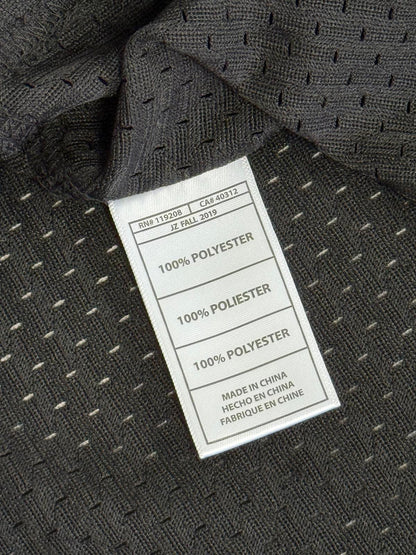 RN# 119208 CA# 40312
JZ FALL 2019
100% POLYESTER
100% POLIESTER
100% POLYESTER
MADE IN CHINA
HECHO EN CHINA
FABRIQUE EN CHINE